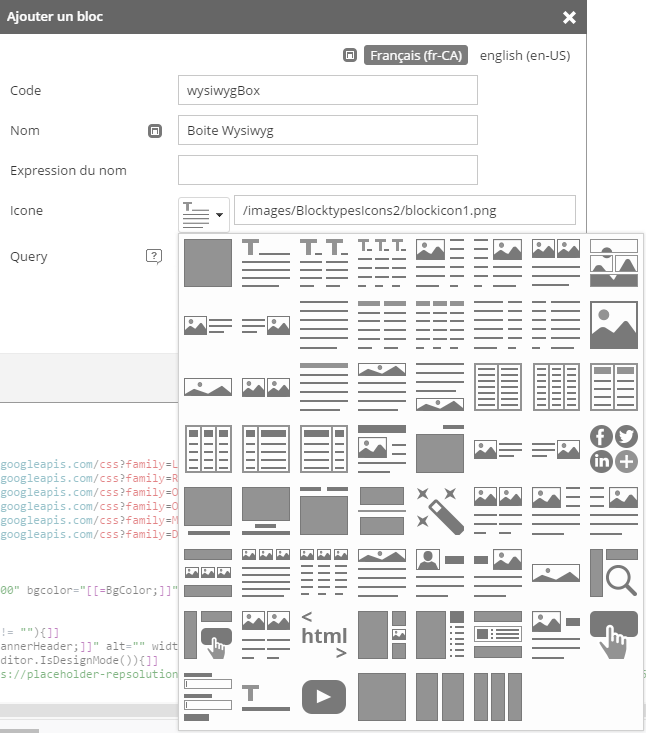 Ajouter un bloc
Français (fr-CA) english (en-US)
Code wysiwygBox
Nom Boite Wysiwyg
Expression du nom
Icone /images/BlocktypesIcons2/blockicon1.png
Query ?
googleapis.com/css?family=L
googleapis.com/css?family=R
googleapis.com/css?family=O
googleapis.com/css?family=O
googleapis.com/css?family=M
googleapis.com/css?family=D
00" bgcolor="[[=BgColor;]]"
!= ""){]]
annerHeader;]]" alt="" widt
ditor.IsDesignMode()){]]
s://placeholder-repsolution
< html >